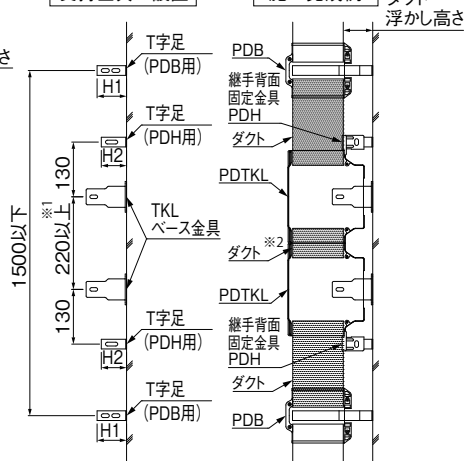 ダクト
浮かし高さ
さ
T字足
(PDB用)
H1
T字足
(PDH用)
H2
130
1500以下
※1
220以上
TKL
ベース金具
130
T字足
(PDH用)
H2
T字足
(PDB用)
H1
PDB
継手背面
固定金具
PDH
ダクト
PDTKL
ダクト※2
PDTKL
継手背面
固定金具
PDH
ダクト
PDB